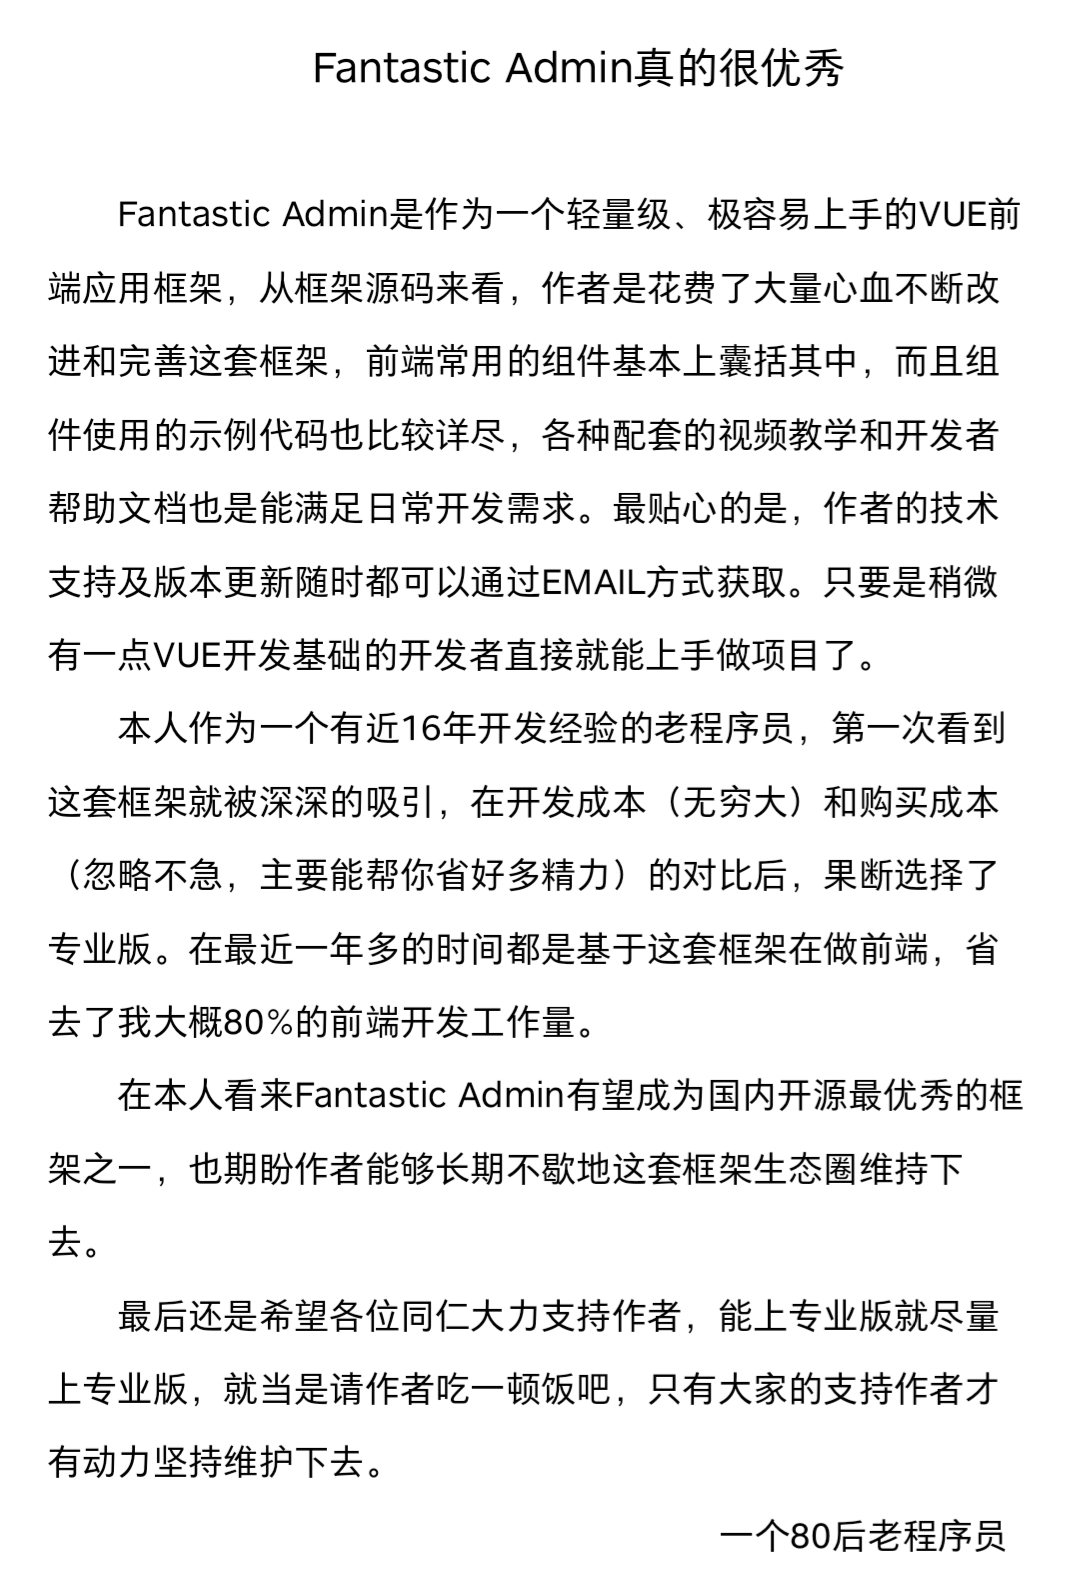 Fantastic Admin真的很优秀
Fantastic Admin是作为一个轻量级、极容易上手的VUE前
端应用框架，从框架源码来看，作者是花费了大量心血不断改
进和完善这套框架，前端常用的组件基本上囊括其中，而且组
件使用的示例代码也比较详尽，各种配套的视频教学和开发者
帮助文档也是能满足日常开发需求。最贴心的是，作者的技术
支持及版本更新随时都可以通过EMAIL方式获取。只要是稍微
有一点VUE开发基础的开发者直接就能上手做项目了。
本人作为一个有近16年开发经验的老程序员，第一次看到
这套框架就被深深的吸引，在开发成本（无穷大）和购买成本
（忽略不急，主要能帮你省好多精力）的对比后，果断选择了
专业版。在最近一年多的时间都是基于这套框架在做前端，省
去了我大概80%的前端开发工作量。
在本人看来Fantastic Admin有望成为国内开源最优秀的框
架之一，也期盼作者能够长期不歇地这套框架生态圈维持下
去。
最后还是希望各位同仁大力支持作者，能上专业版就尽量
上专业版，就当是请作者吃一顿饭吧，只有大家的支持作者才
有动力坚持维护下去。
一个80后老程序员